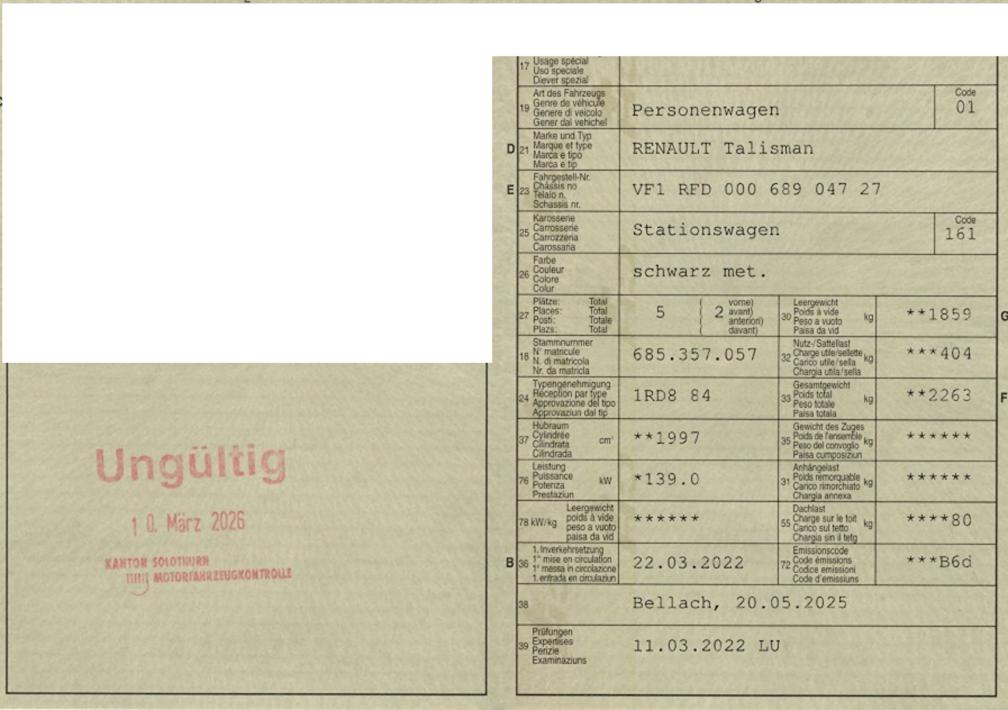 Ungültig
10. März 2026
KANTON SOLOTHURN
MOTORFAHRZEUGKONTROLLE
17 Usage spécial
Uso speciale
Diever spezial
19 Art des Fahrzeugs
Genre de véhicule
Genere di veicolo
Gener dal vehichel
Personenwagen
Code
01
D 21 Marke und Typ
Marque et type
Marca e tipo
Marca e tip
RENAULT Talisman
E 23 Fahrgestell-Nr.
Châssis no
Telaio n.
Schassis nr.
VF1 RFD 000 689 047 27
25 Karosserie
Carrosserie
Carrozzeria
Carossaria
Stationswagen
Code
161
26 Farbe
Couleur
Colore
Colur
schwarz met.
27 Plätze: Total
Places: Total
Posti: Totale
Plazs: Total
5 ( 2 vorne)
( avant)
( anteriori)
( davant)
30 Leergewicht
Poids à vide
Peso a vuoto
Paisa da vid
kg
**1859
G
18 Stammnummer
N° matricule
N. di matricola
Nr. da matricla
685.357.057
32 Nutz-/Sattellast
Charge utile/sellette
Carico utile/sella
Chargia utila/sella
kg
***404
24 Typengenehmigung
Réception par type
Approvazione del tipo
Approvaziun dal tip
1RD8 84
33 Gesamtgewicht
Poids total
Peso totale
Paisa totala
kg
**2263
F
37 Hubraum
Cylindrée
Cilindrata
Cilindrada
cm³
**1997
35 Gewicht des Zuges
Poids de l'ensemble
Peso del convoglio
Paisa cumposiziun
kg
******
76 Leistung
Puissance
Potenza
Prestaziun
kW
*139.0
31 Anhängelast
Poids remorquable
Carico rimorchiato
Chargia annexa
kg
******
78 kW/kg Leergewicht
poids à vide
peso a vuoto
paisa da vid
******
55 Dachlast
Charge sur le toit
Carico sul tetto
Chargia sin il tetg
kg
****80
B 36 1. Inverkehrsetzung
1re mise en circulation
1a messa in circolazione
1. entrada en circulaziun
22.03.2022
72 Emissionscode
Code émissions
Codice emissioni
Code d'emissiuns
***B6d
38 Bellach, 20.05.2025
39 Prüfungen
Expertises
Perizie
Examinaziuns
11.03.2022 LU